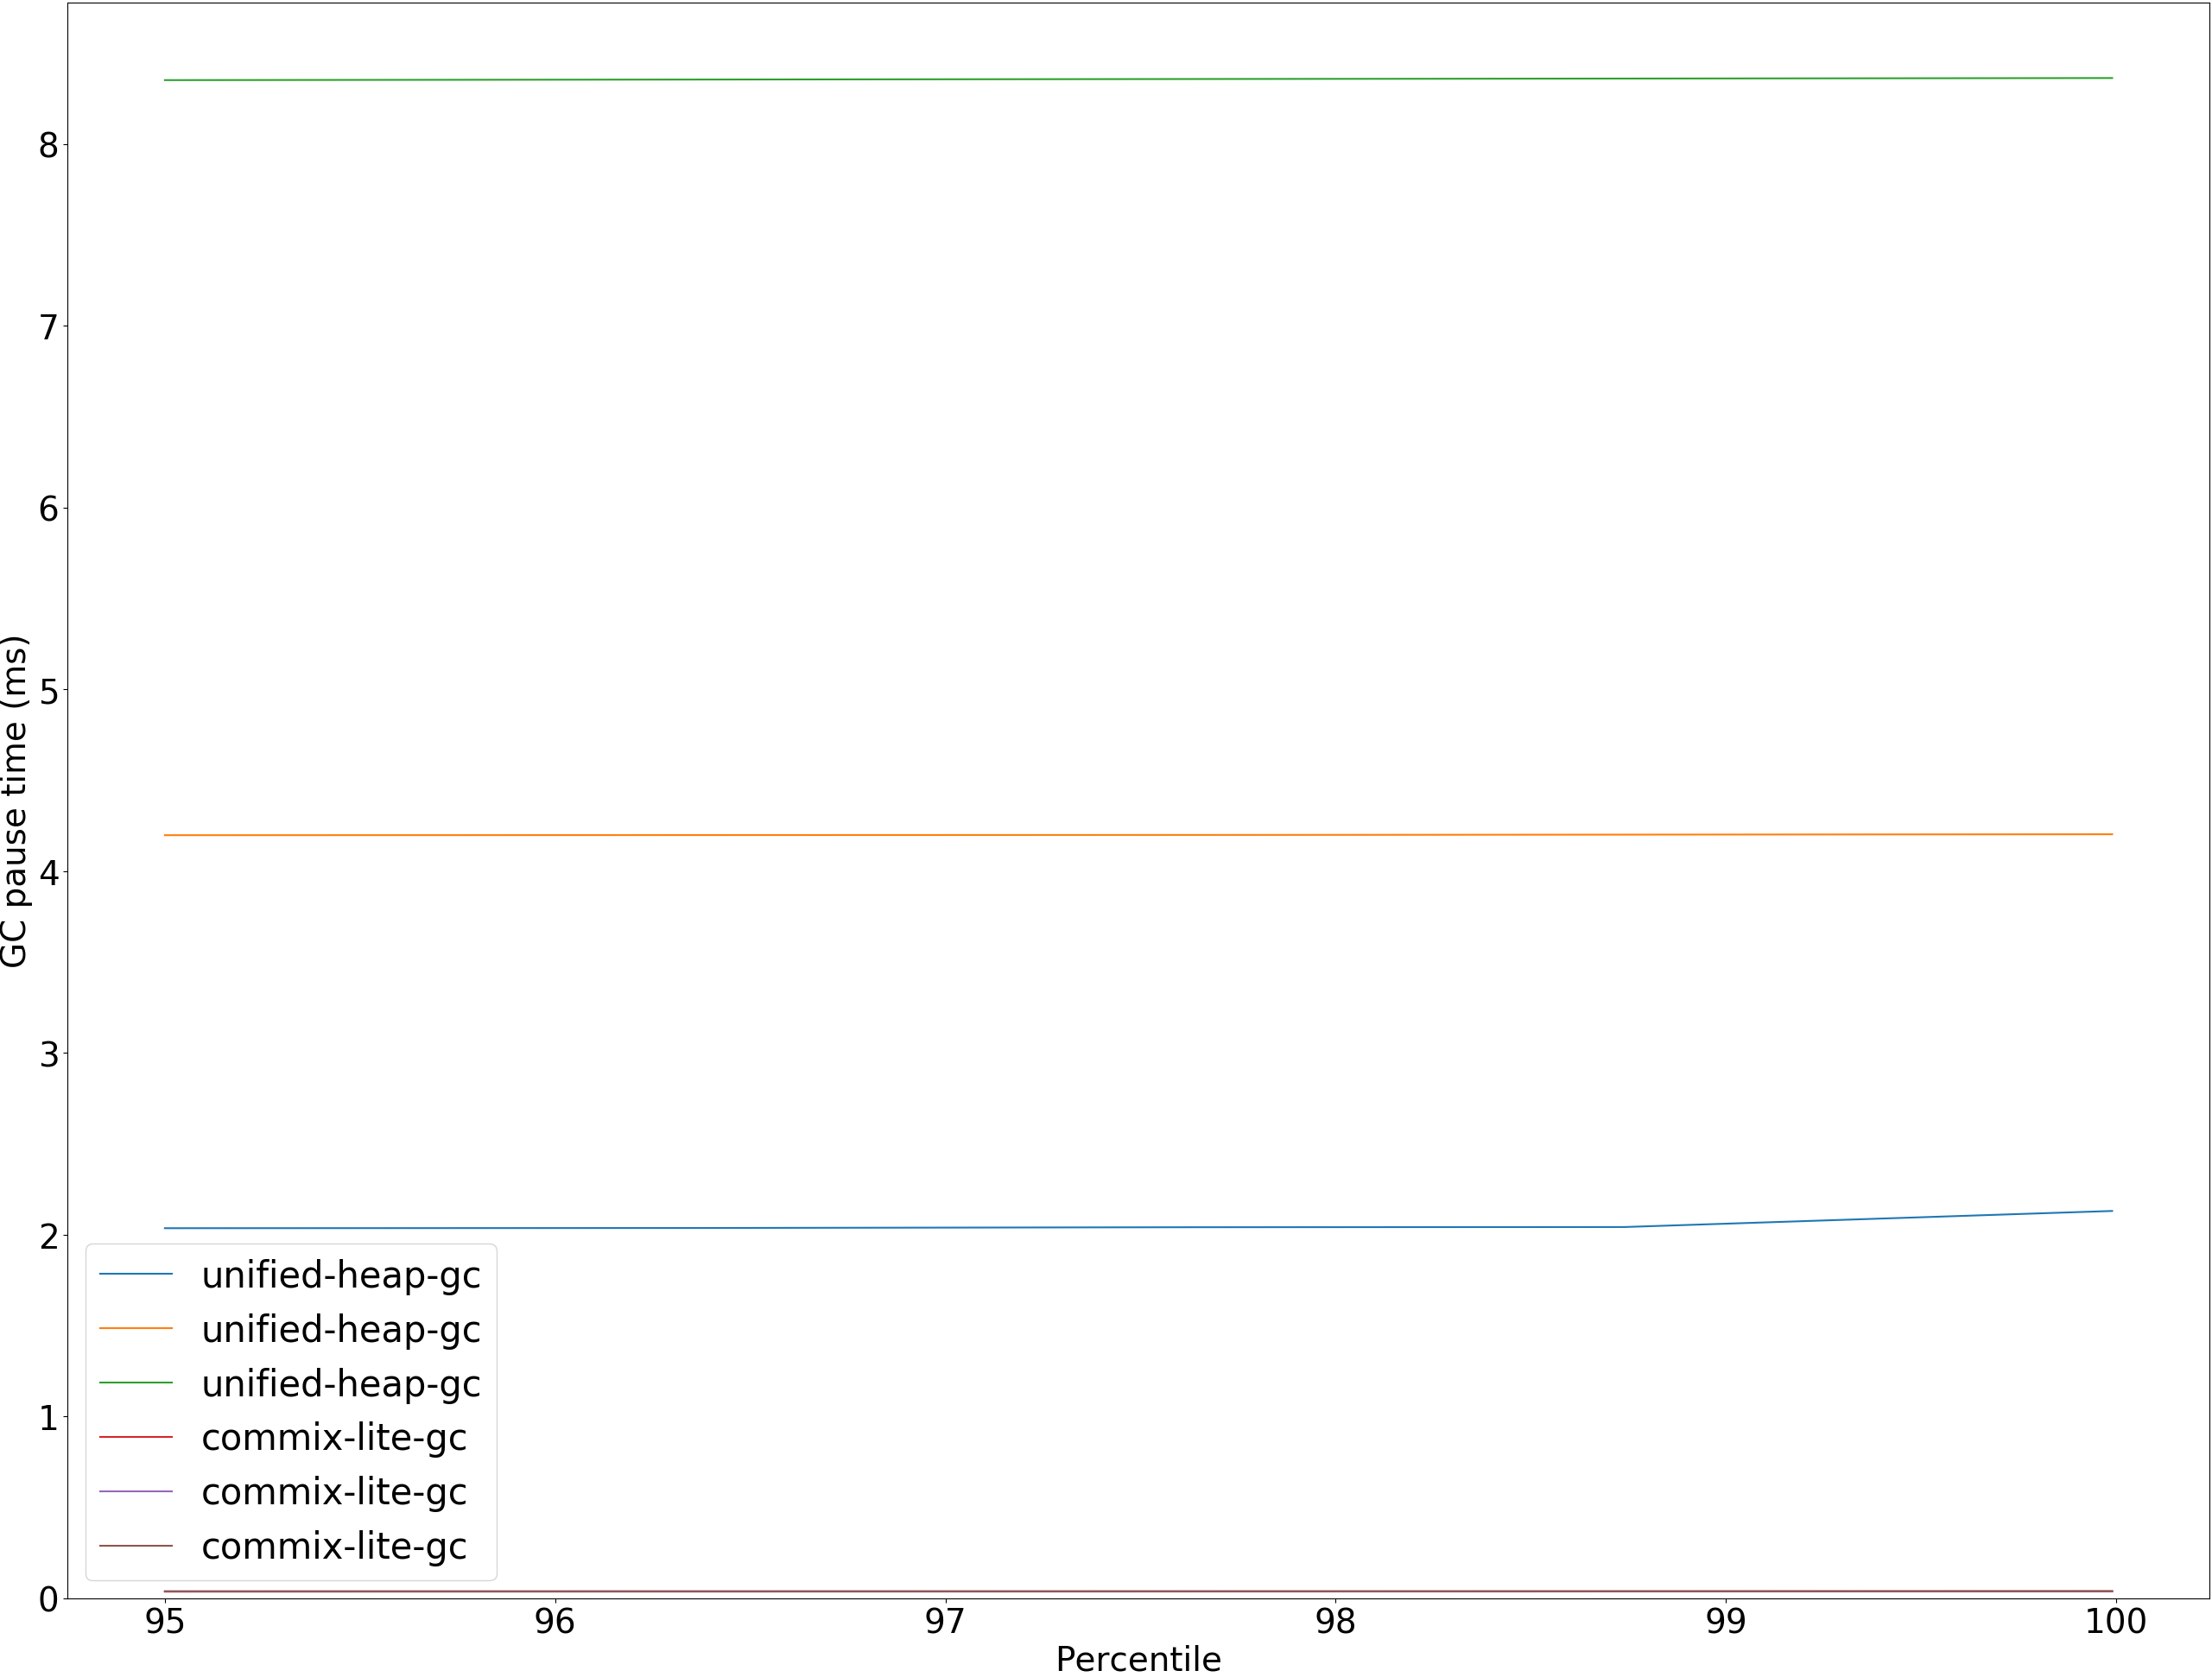 8
7
6
5
4
3
2
1
0
GC pause time (ms)
unified-heap-gc
unified-heap-gc
unified-heap-gc
commix-lite-gc
commix-lite-gc
commix-lite-gc
95 96 97 98 99 100
Percentile